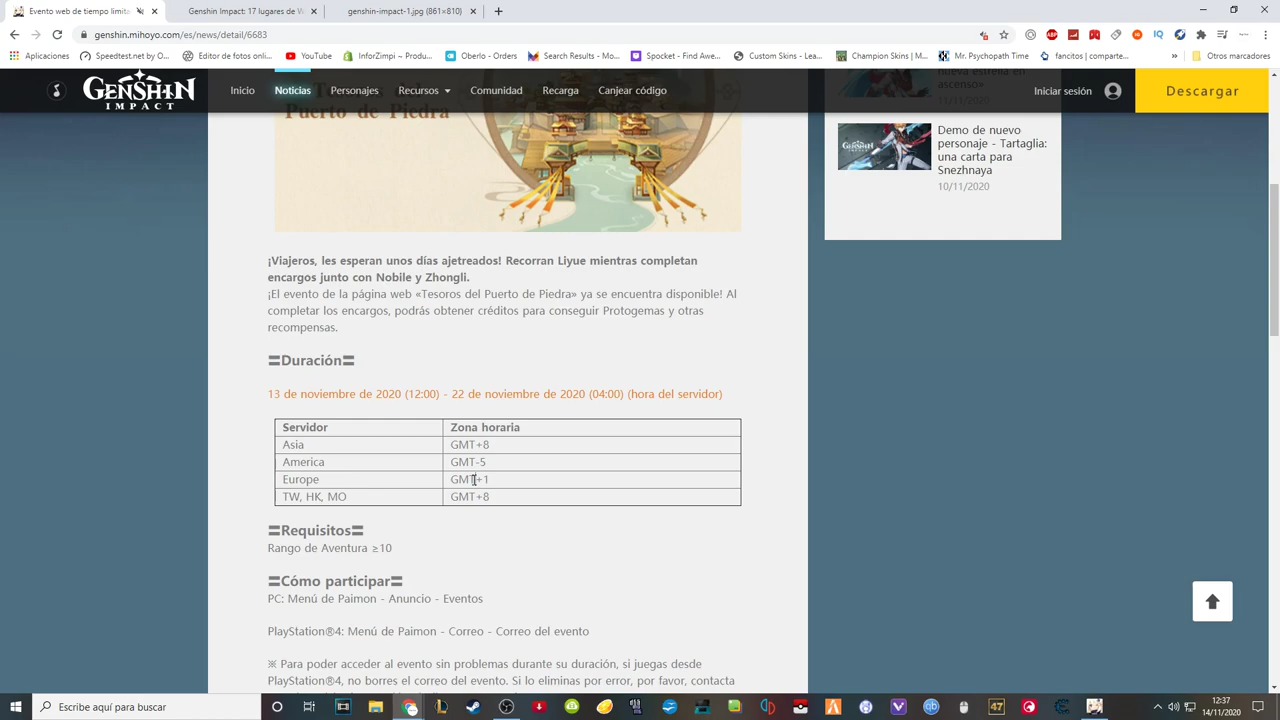 Evento web de tiempo limita
Genshin Impact: 17 lugares de W
genshin-impact-1.jpg (861×810)
genshin.mihoyo.com/es/news/detail/6683
Aplicaciones
Speedtest.net by O...
Editor de fotos onli...
YouTube
InforZimpi ? Prod...
Oberlo - Orders
Search Results - Mo...
Spocket - Find Awe...
Custom Skins - Lea...
Champion Skins | M...
Mr. Psychopath Time
fancitos | comparte...
Otros marcadores
GENSHIN
IMPACT
Inicio
Noticias
Personajes
Recursos
Comunidad
Recarga
Canjear código
Iniciar sesión
Descargar
Puerto de Piedra
nueva estrella en
ascenso»
11/11/2020
Demo de nuevo
personaje - Tartaglia:
una carta para
Snezhnaya
10/11/2020
¡Viajeros, les esperan unos días ajetreados! Recorran Liyue mientras completan
encargos junto con Nobile y Zhongli.
¡El evento de la página web «Tesoros del Puerto de Piedra» ya se encuentra disponible! Al
completar los encargos, podrás obtener créditos para conseguir Protogemas y otras
recompensas.
〓Duración〓
13 de noviembre de 2020 (12:00) - 22 de noviembre de 2020 (04:00) (hora del servidor)
Servidor Zona horaria
Asia GMT+8
America GMT-5
Europe GMT+1
TW, HK, MO GMT+8
〓Requisitos〓
Rango de Aventura ≥10
〓Cómo participar〓
PC: Menú de Paimon - Anuncio - Eventos
PlayStation®4: Menú de Paimon - Correo - Correo del evento
※ Para poder acceder al evento sin problemas durante su duración, si juegas desde
PlayStation®4, no borres el correo del evento. Si lo eliminas por error, por favor, contacta
Escribe aquí para buscar
12:37
14/11/2020